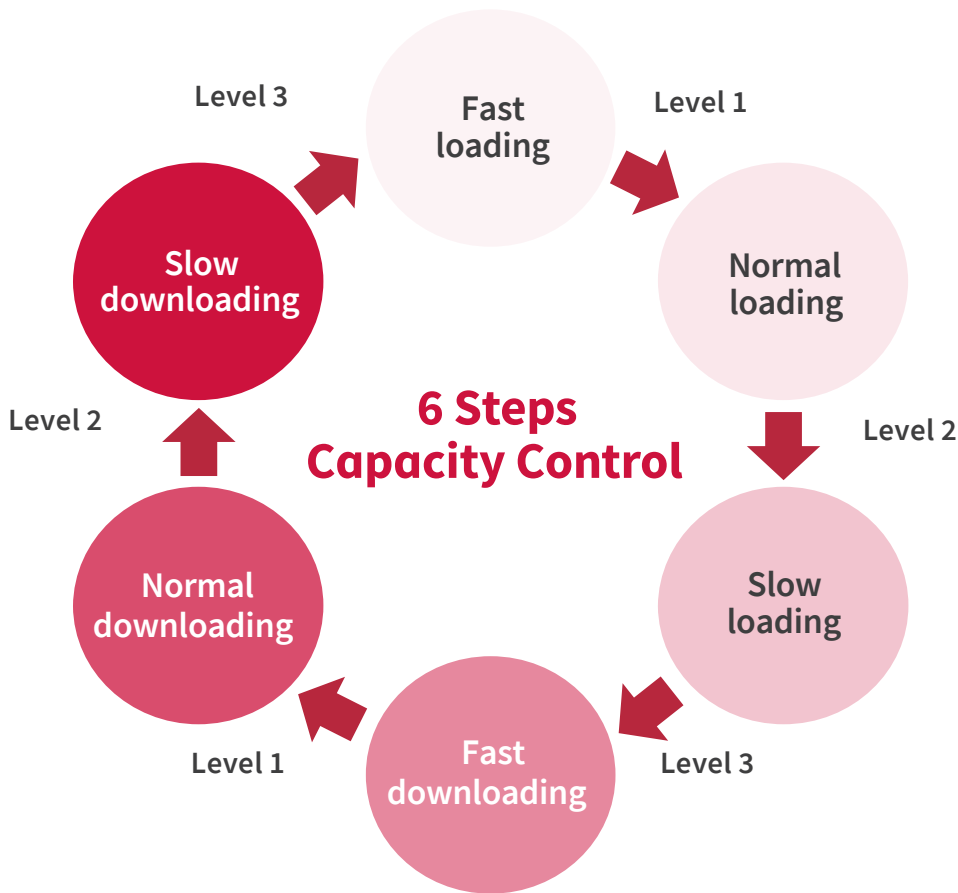 Level 3
Fast
loading
Level 1
Slow
downloading
Normal
loading
6 Steps
Capacity Control
Level 2
Level 2
Normal
downloading
Slow
loading
Level 1
Fast
downloading
Level 3